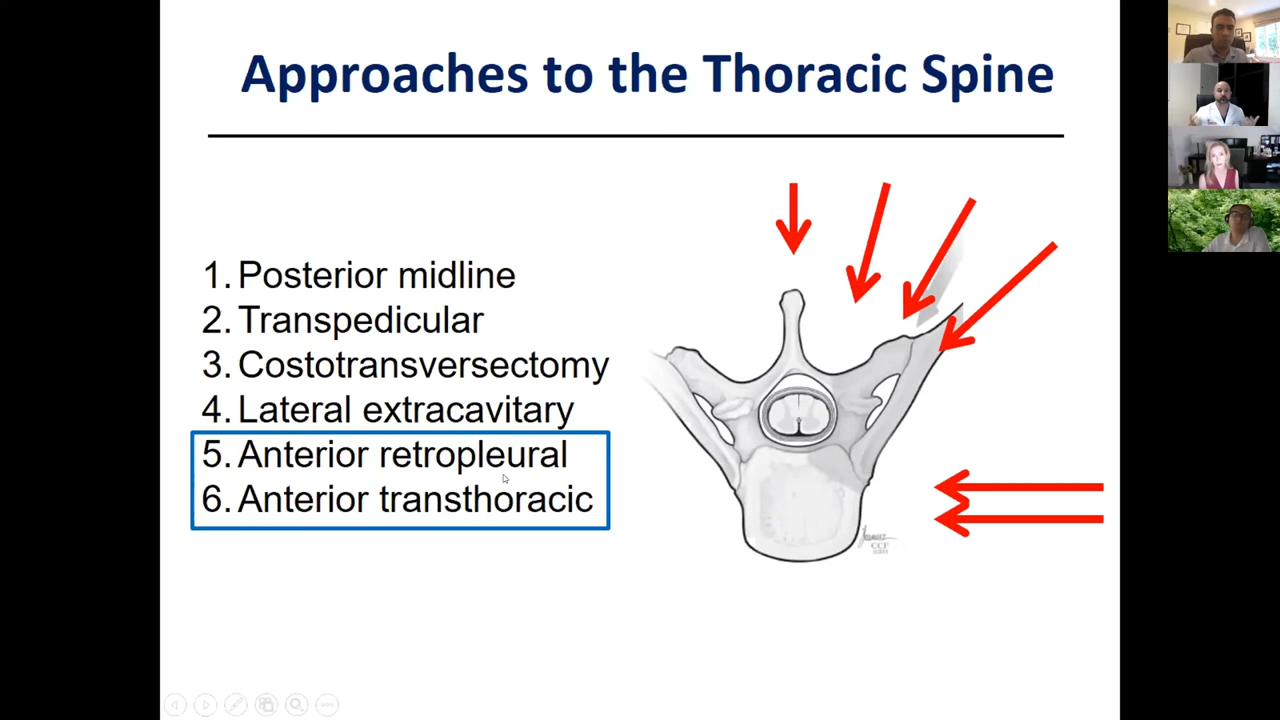 Approaches to the Thoracic Spine
1. Posterior midline
2. Transpedicular
3. Costotransversectomy
4. Lateral extracavitary
5. Anterior retropleural
6. Anterior transthoracic
CCF